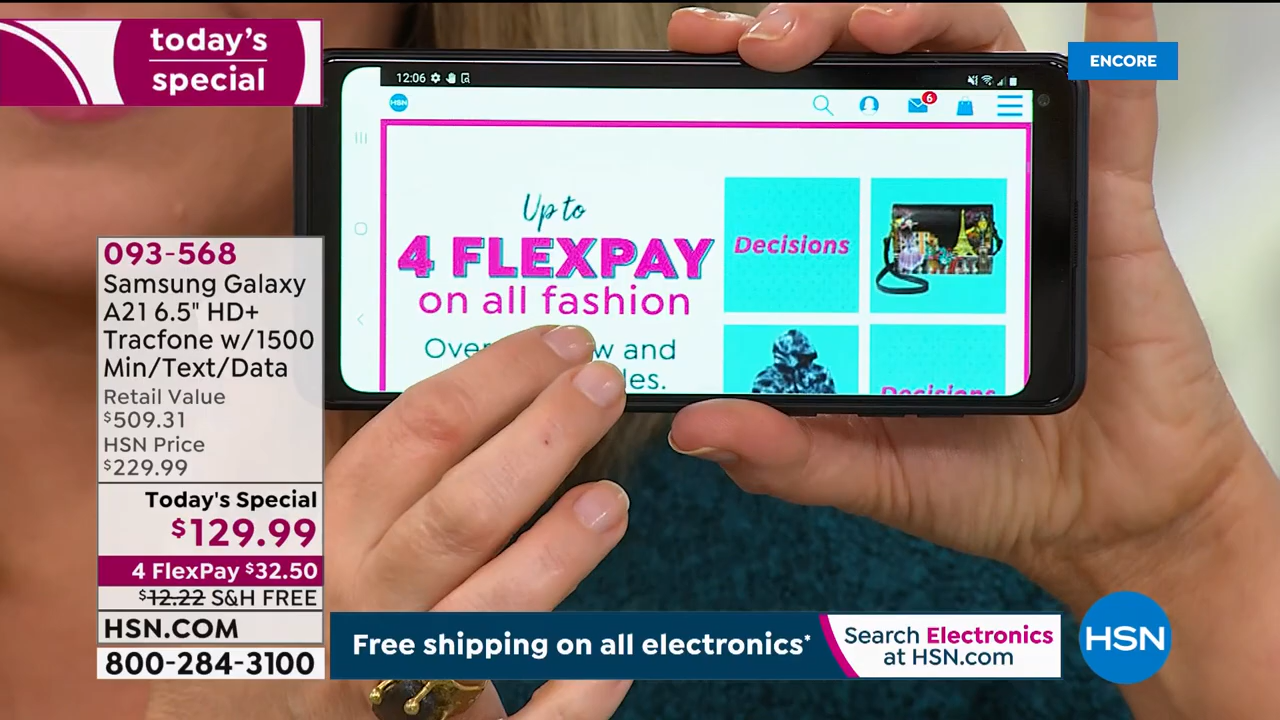 today's
special
ENCORE
12:06
HSN
6
Up to
4 FLEXPAY
on all fashion
Decisions
Decisions
093-568
Samsung Galaxy
A21 6.5" HD+
Tracfone w/1500
Min/Text/Data
Retail Value
$509.31
HSN Price
$229.99
Today's Special
$129.99
4 FlexPay $32.50
$12.22 S&H FREE
HSN.COM
800-284-3100
Free shipping on all electronics*
Search Electronics
at HSN.com
HSN